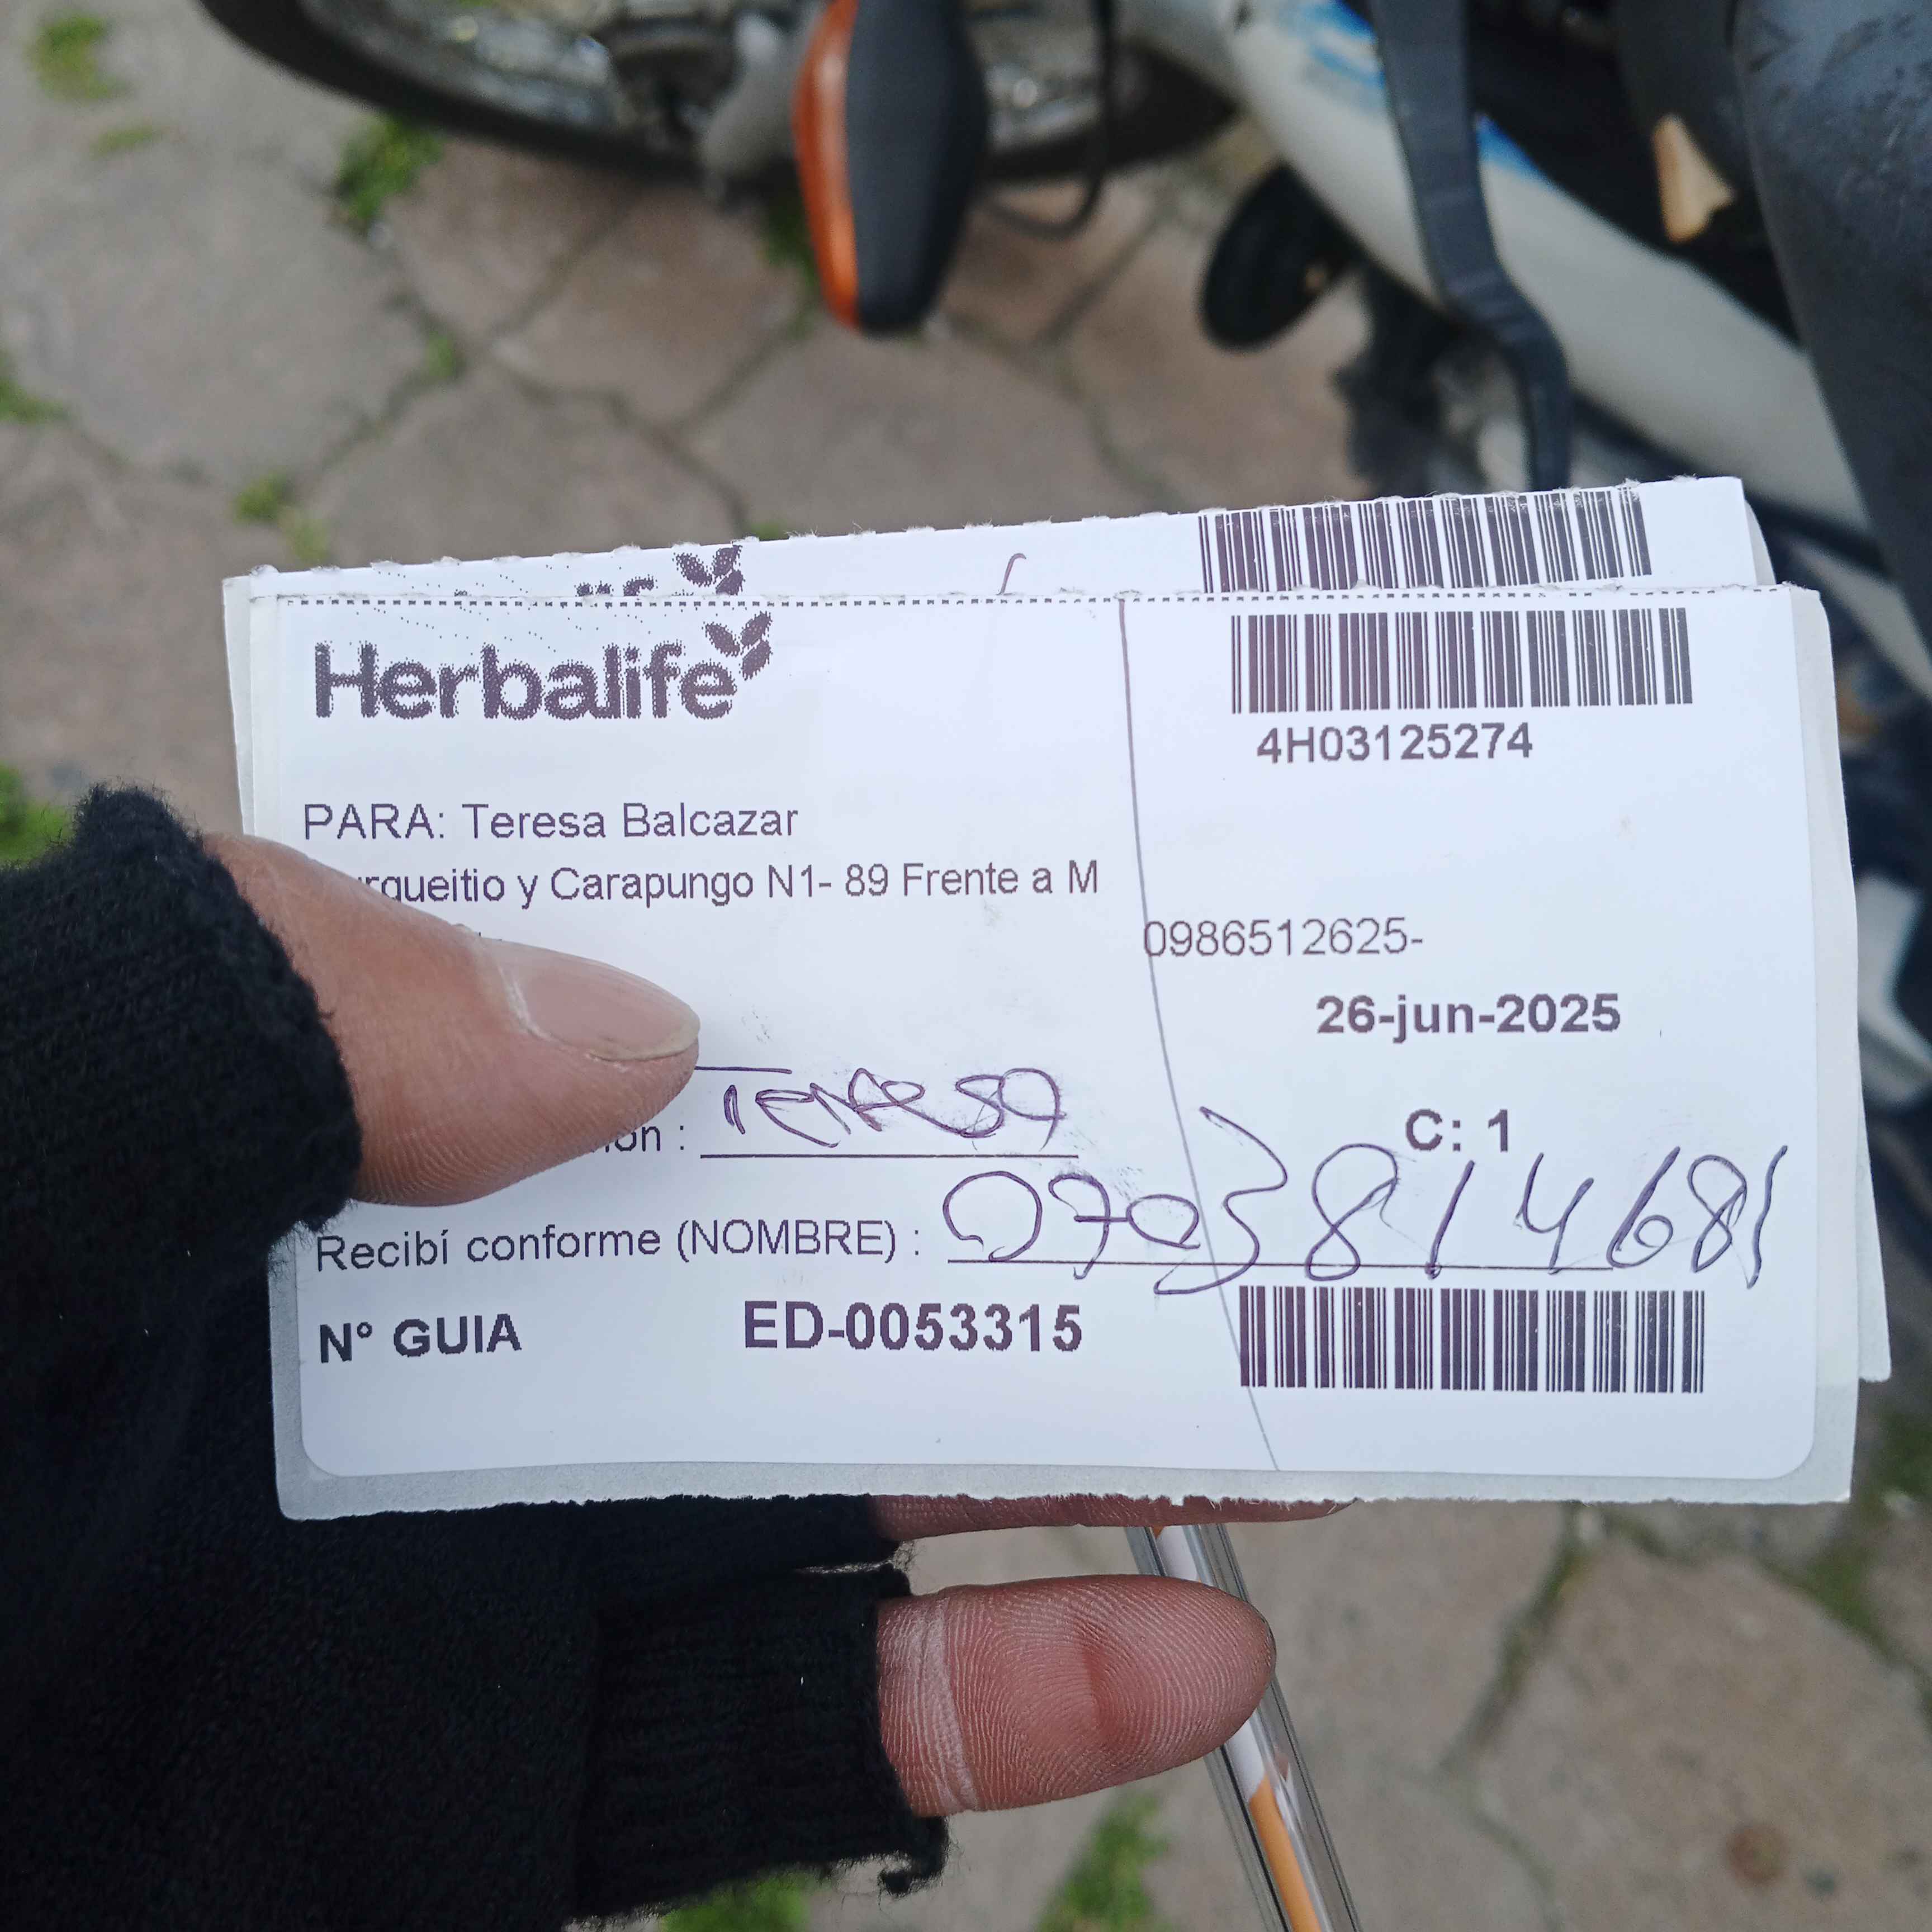 Herbalife
4H03125274
PARA: Teresa Balcazar
y Carapungo N1- 89 Frente a M
0986512625-
26-jun-2025
C: 1
: Teresa
Recibí conforme (NOMBRE) : 0703814681
N° GUIA ED-0053315